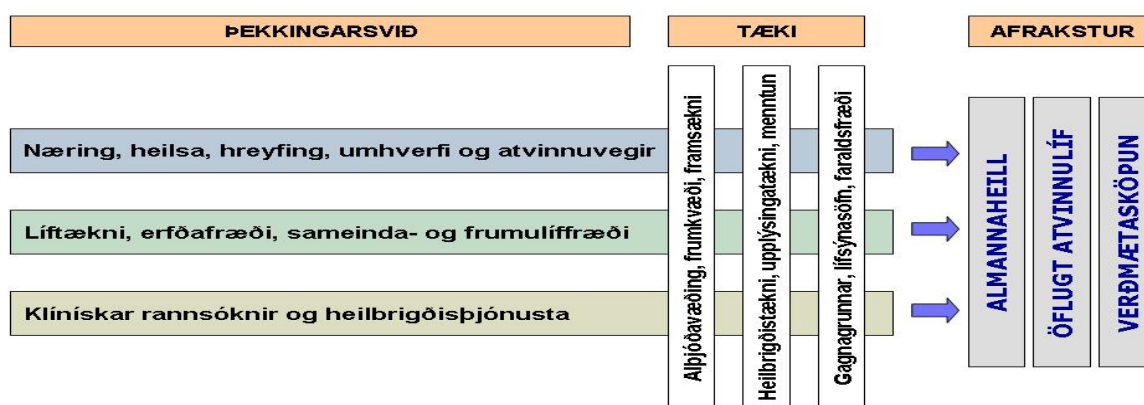 ÞEKKINGARSVIÐ
TÆKI
AFRAKSTUR
Næring, heilsa, hreyfing, umhverfi og atvinnuvegir
Líftækni, erfðafræði, sameinda- og frumulíffræði
Klínískar rannsóknir og heilbrigðisþjónusta
Alþjóðavæðing, frumkvæði, framsækni
Heilbrigðistækni, upplýsingatækni, menntun
Gagnagrunnar, lífsýnasöfn, faraldsfræði
ALMANNAHEILL
ÖFLUGT ATVINNULÍF
VERÐMÆTASKÖPUN